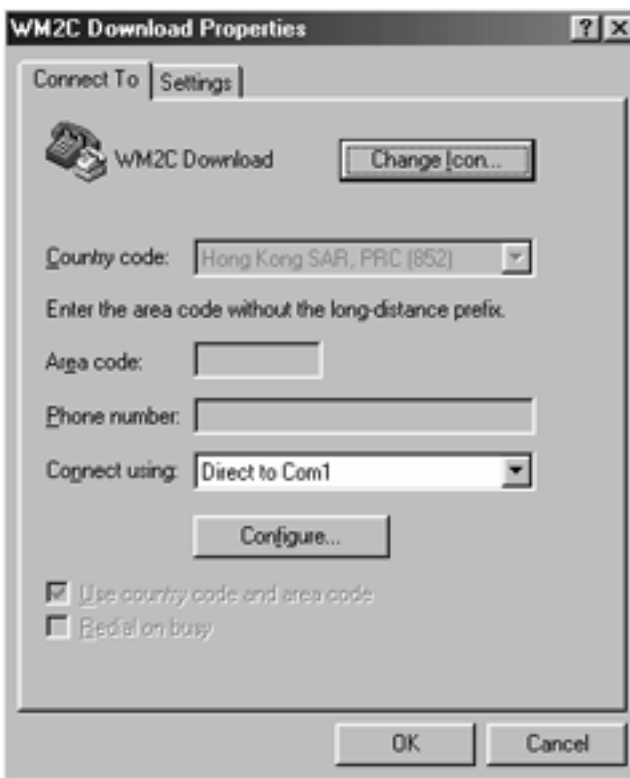 WM2C Download Properties
Connect To Settings
WM2C Download Change Icon...
Country code: Hong Kong SAR, PRC (852)
Enter the area code without the long-distance prefix.
Area code:
Phone number:
Connect using: Direct to Com1
Configure...
Use country code and area code
Redial on busy
OK Cancel